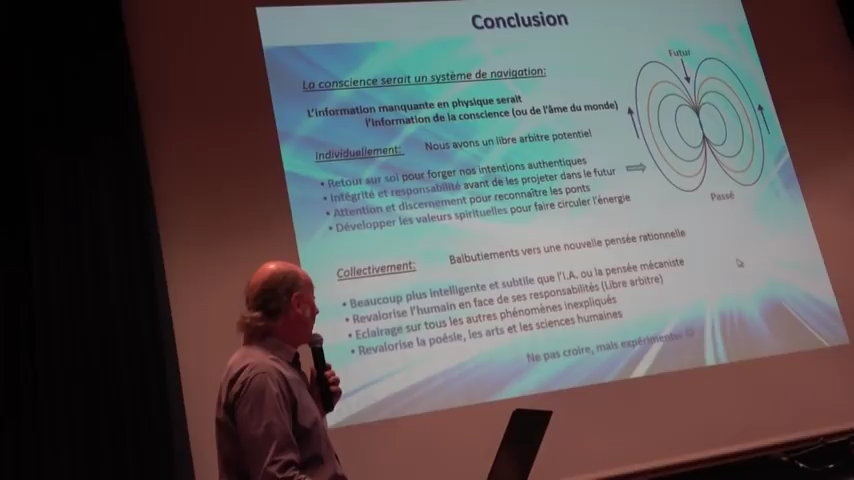 Conclusion
La conscience serait un système de navigation:
L'information manquante en physique serait
l'information de la conscience (ou de l'âme du monde)
Individuellement: Nous avons un libre arbitre potentiel
• Retour sur soi pour forger nos intentions authentiques
• Intégrité et responsabilité avant de les projeter dans le futur
• Attention et discernement pour reconnaître les ponts
• Développer les valeurs spirituelles pour faire circuler l'énergie
Futur
Passé
Collectivement: Balbutiements vers une nouvelle pensée rationnelle
• Beaucoup plus intelligente et subtile que l'I.A. ou la pensée mécaniste
• Revalorise l'humain en face de ses responsabilités (Libre arbitre)
• Eclairage sur tous les autres phénomènes inexpliqués
• Revalorise la poésie, les arts et les sciences humaines
Ne pas croire, mais expérimenter ☺